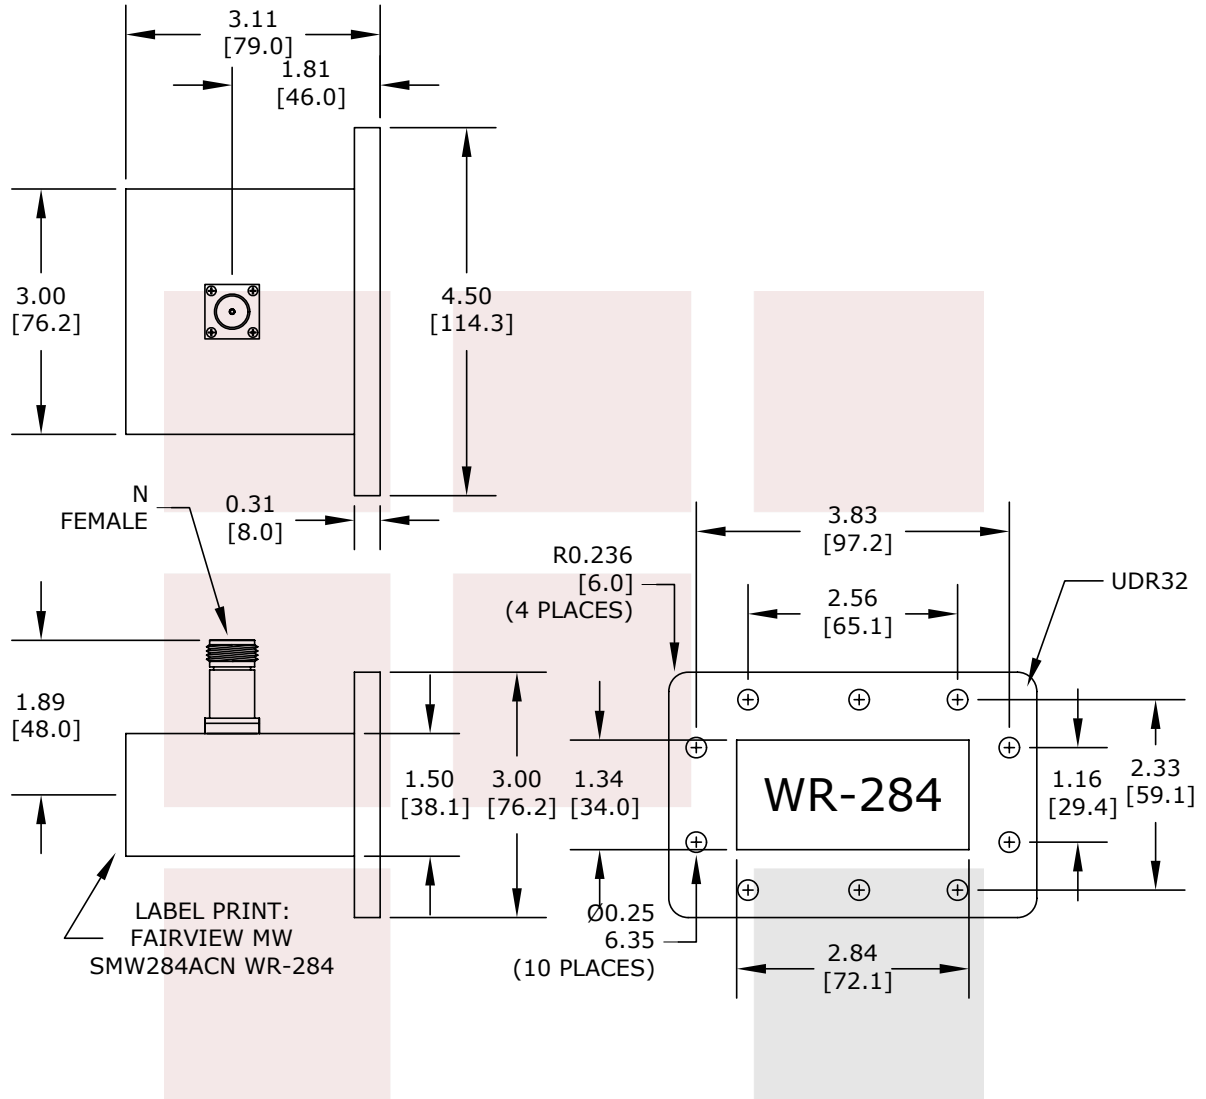 3.11
[79.0]
1.81
[46.0]
3.00
[76.2]
4.50
[114.3]
N
FEMALE
0.31
[8.0]
3.83
[97.2]
R0.236
[6.0]
(4 PLACES)
2.56
[65.1]
UDR32
1.89
[48.0]
1.50
[38.1]
3.00
[76.2]
1.34
[34.0]
WR-284
1.16
[29.4]
2.33
[59.1]
LABEL PRINT:
FAIRVIEW MW
SMW284ACN WR-284
Ø0.25
6.35
(10 PLACES)
2.84
[72.1]